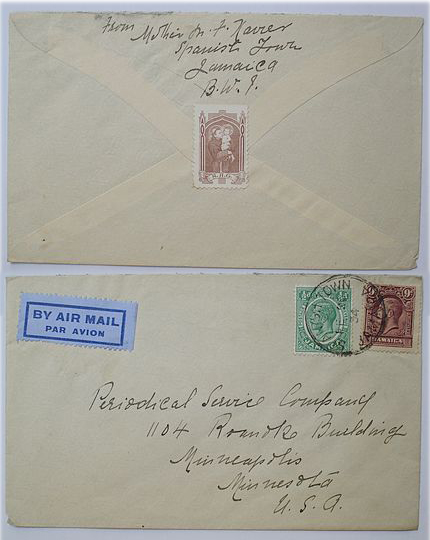 From Mother M. F. Xavier
Spanish Town
Jamaica
B. W. I.
BY AIR MAIL
PAR AVION
TOWN
JAMAICA
Periodical Service Company
1104 Roanoke Building
Minneapolis
Minnesota
U. S. A.